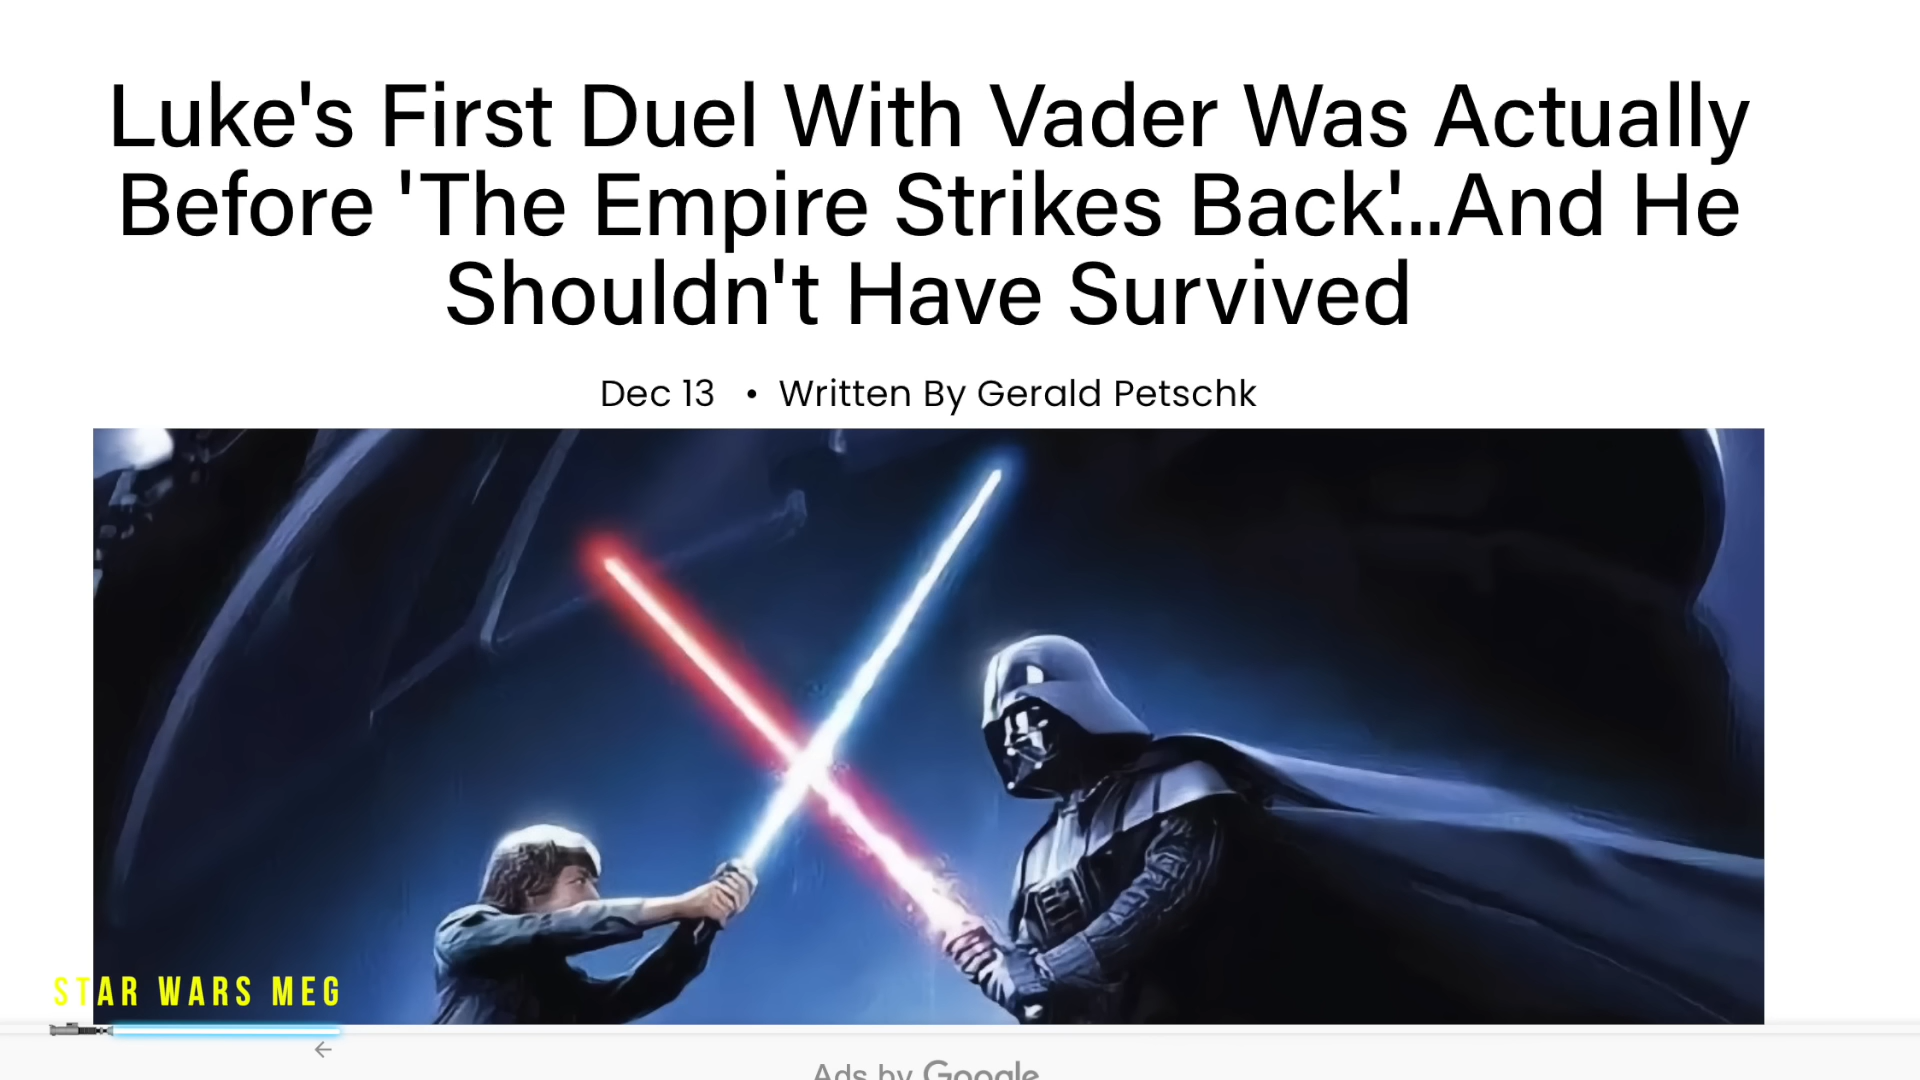 Luke's First Duel With Vader Was Actually
Before 'The Empire Strikes Back'...And He
Shouldn't Have Survived
Dec 13 • Written By Gerald Petschk
STAR WARS MEG
Ads by Google